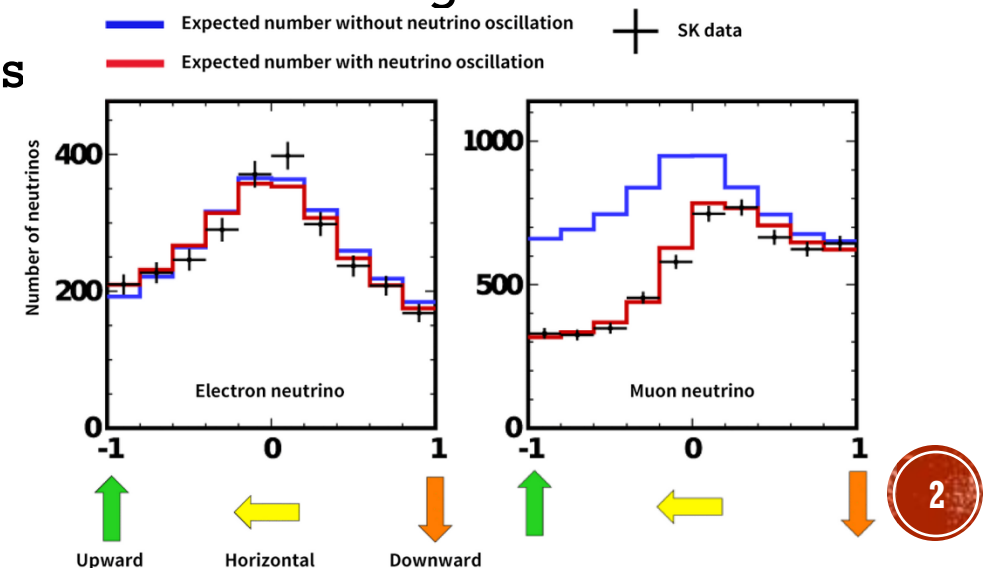 Expected number without neutrino oscillation
SK data
Expected number with neutrino oscillation
s
Number of neutrinos
400
200
0
Electron neutrino
-1
0
1
1000
500
0
Muon neutrino
-1
0
1
2
Upward
Horizontal
Downward